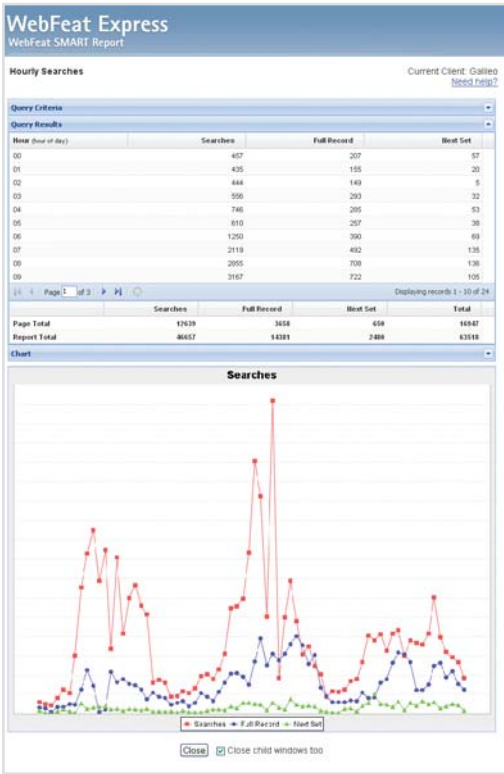 WebFeat Express
WebFeat SMART Report
Hourly Searches
Current Client: Galileo
Need help?
Query Criteria
Query Results
Hour (hour of day) Searches Full Record Next Set
00 457 207 57
01 435 155 20
02 444 149 5
03 556 293 32
04 746 285 53
05 610 257 38
06 1250 390 69
07 2119 492 135
08 2855 708 136
09 3167 722 105
Page 1 of 3 Displaying records 1 - 10 of 24
Searches Full Record Next Set Total
Page Total 12639 3658 650 16947
Report Total 46657 14381 2480 63518
Chart
Searches
Searches Full Record Next Set
Close Close child windows too